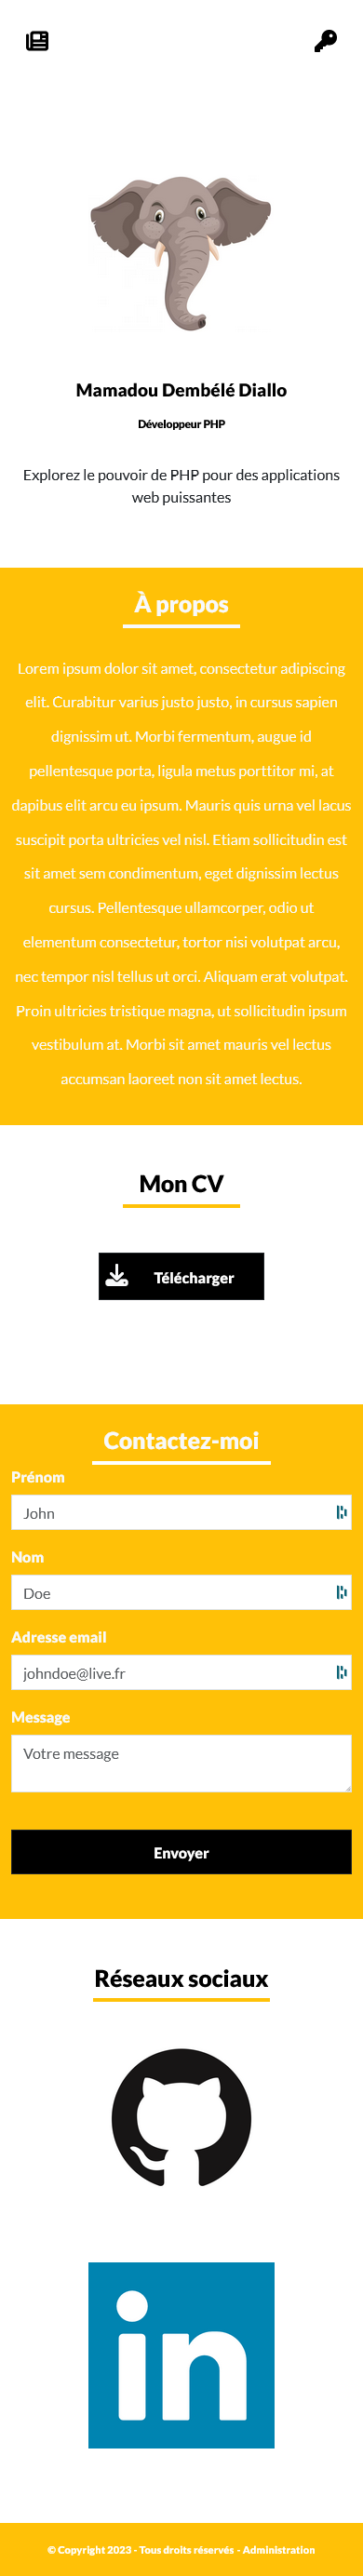 Mamadou Dembélé Diallo
Développeur PHP
Explorez le pouvoir de PHP pour des applications
web puissantes
À propos
Lorem ipsum dolor sit amet, consectetur adipiscing
elit. Curabitur varius justo justo, in cursus sapien
dignissim ut. Morbi fermentum, augue id
pellentesque porta, ligula metus porttitor mi, at
dapibus elit arcu eu ipsum. Mauris quis urna vel lacus
suscipit porta ultricies vel nisl. Etiam sollicitudin est
sit amet sem condimentum, eget dignissim lectus
cursus. Pellentesque ullamcorper, odio ut
elementum consectetur, tortor nisi volutpat arcu,
nec tempor nisl tellus ut orci. Aliquam erat volutpat.
Proin ultricies tristique magna, ut sollicitudin ipsum
vestibulum at. Morbi sit amet mauris vel lectus
accumsan laoreet non sit amet lectus.
Mon CV
Télécharger
Contactez-moi
Prénom
John
Nom
Doe
Adresse email
johndoe@live.fr
Message
Votre message
Envoyer
Réseaux sociaux
in
© Copyright 2023 - Tous droits réservés - Administration